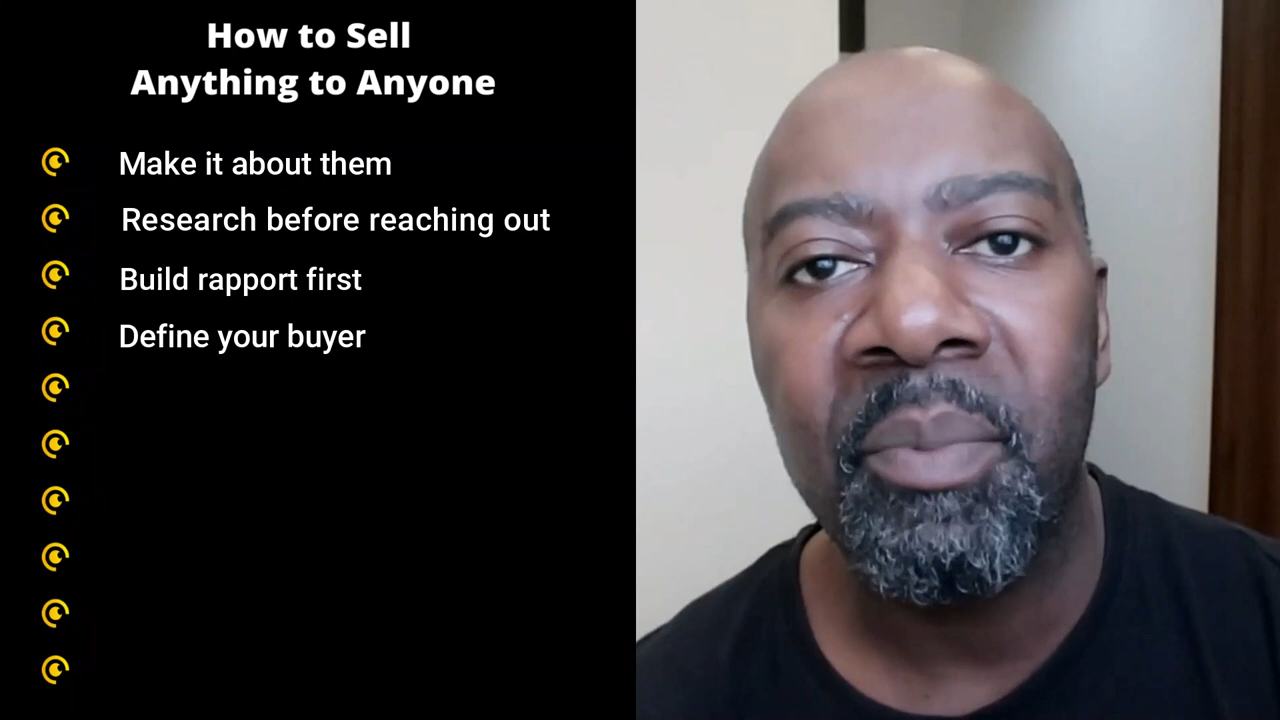 How to Sell
Anything to Anyone
Make it about them
Research before reaching out
Build rapport first
Define your buyer